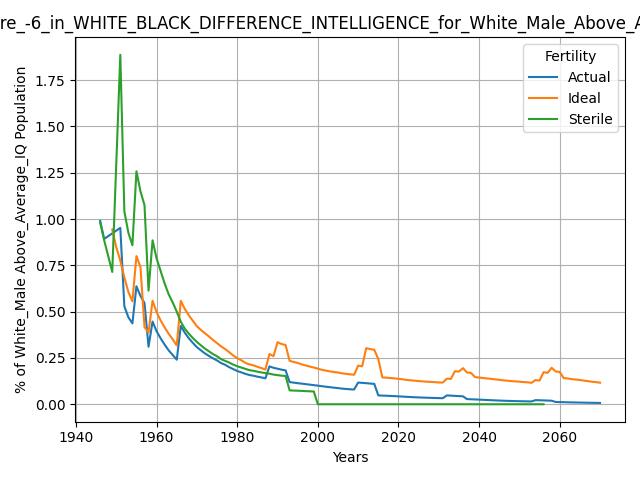 re_-6_in_WHITE_BLACK_DIFFERENCE_INTELLIGENCE_for_White_Male_Above_A
Fertility
Actual
Ideal
Sterile
% of White_Male Above_Average_IQ Population
1.75
1.50
1.25
1.00
0.75
0.50
0.25
0.00
1940 1960 1980 2000 2020 2040 2060
Years